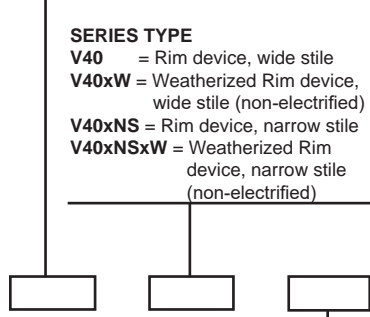 SERIES TYPE
V40 = Rim device, wide stile
V40xW = Weatherized Rim device,
wide stile (non-electrified)
V40xNS = Rim device, narrow stile
V40xNSxW = Weatherized Rim
device, narrow stile
(non-electrified)